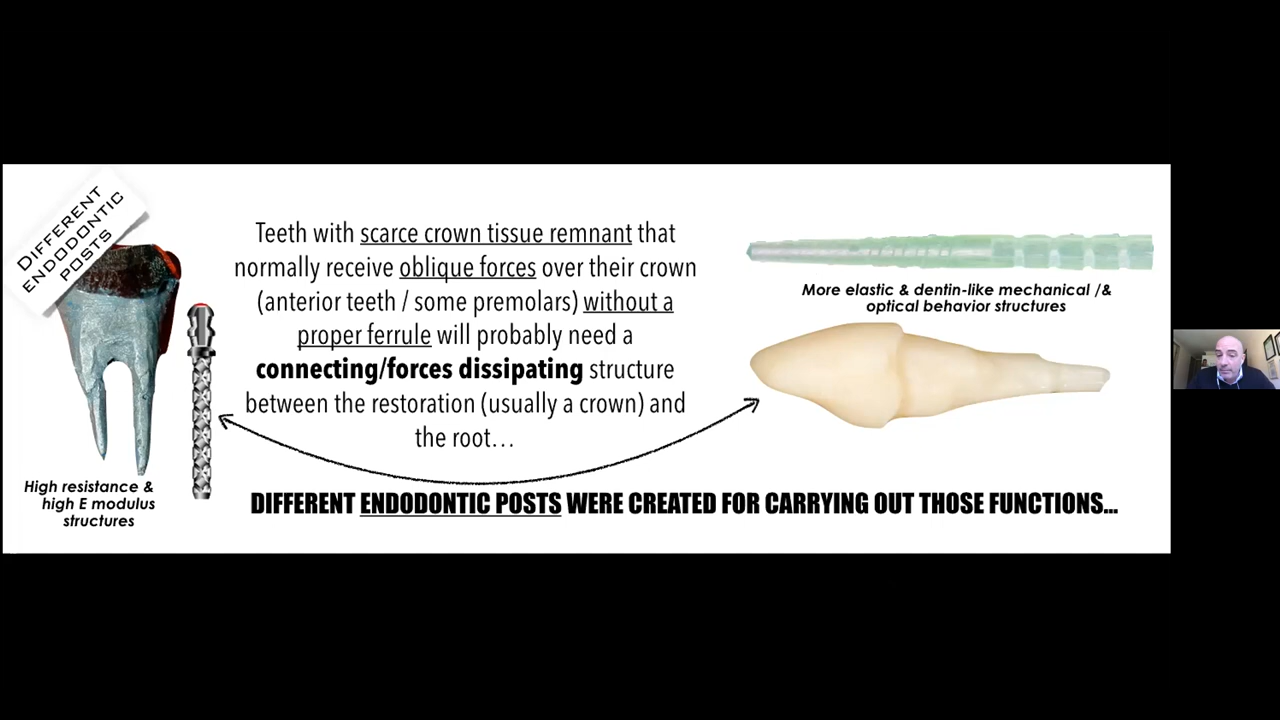 DIFFERENT
ENDODONTIC
POSTS
Teeth with scarce crown tissue remnant that
normally receive oblique forces over their crown
(anterior teeth / some premolars) without a
proper ferrule will probably need a
connecting/forces dissipating structure
between the restoration (usually a crown) and
the root…
High resistance &
high E modulus
structures
More elastic & dentin-like mechanical /&
optical behavior structures
DIFFERENT ENDODONTIC POSTS WERE CREATED FOR CARRYING OUT THOSE FUNCTIONS...